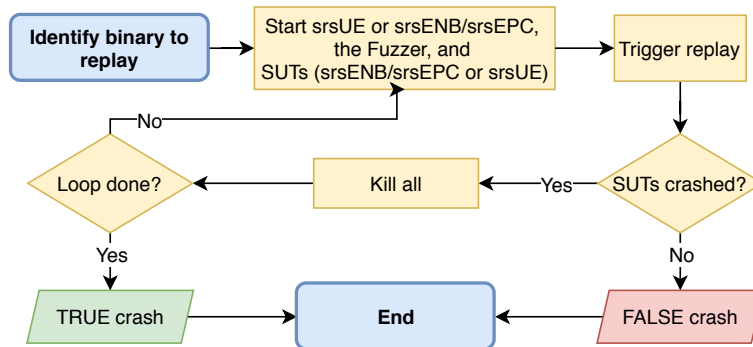 Identify binary to
replay
Start srsUE or srsENB/srsEPC,
the Fuzzer, and
SUTs (srsENB/srsEPC or srsUE)
Trigger replay
No
Loop done?
Kill all
Yes
SUTs crashed?
Yes
No
TRUE crash
End
FALSE crash